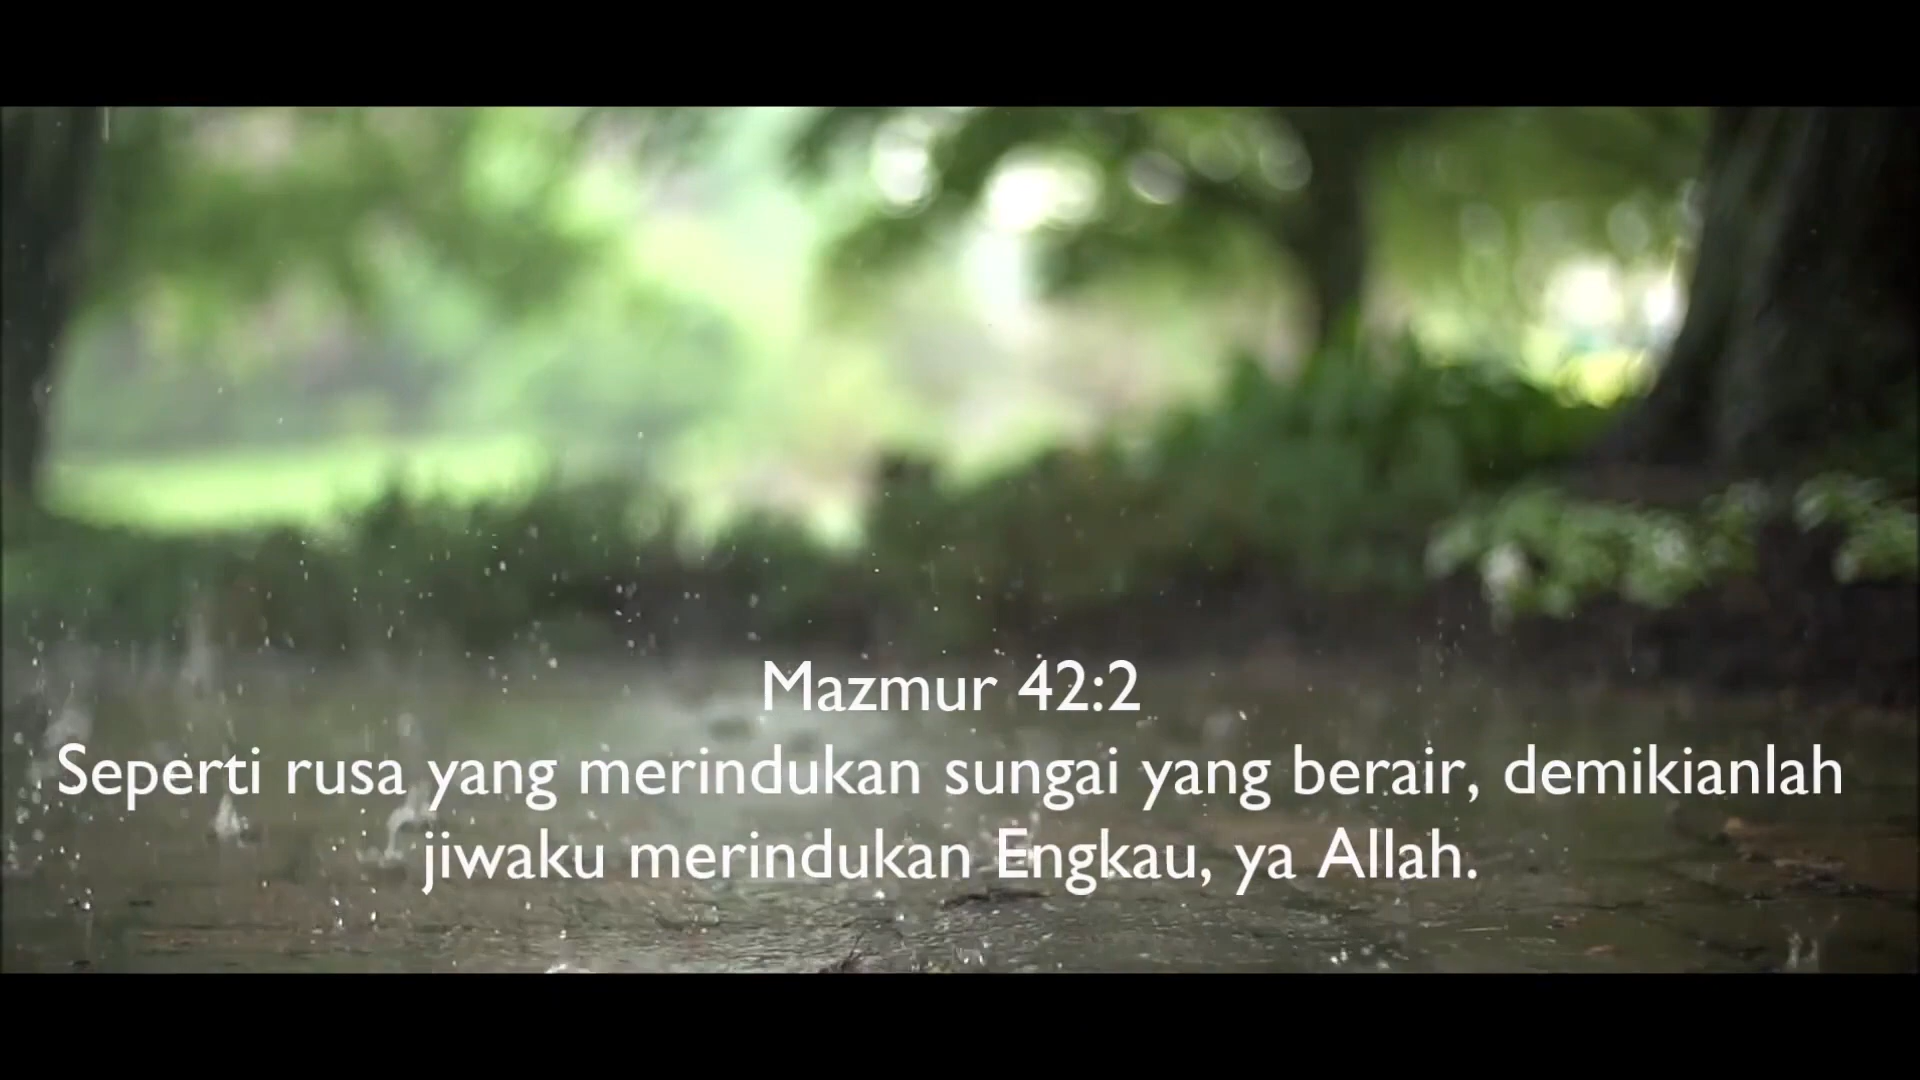 Mazmur 42:2
Seperti rusa yang merindukan sungai yang berair, demikianlah
jiwaku merindukan Engkau, ya Allah.